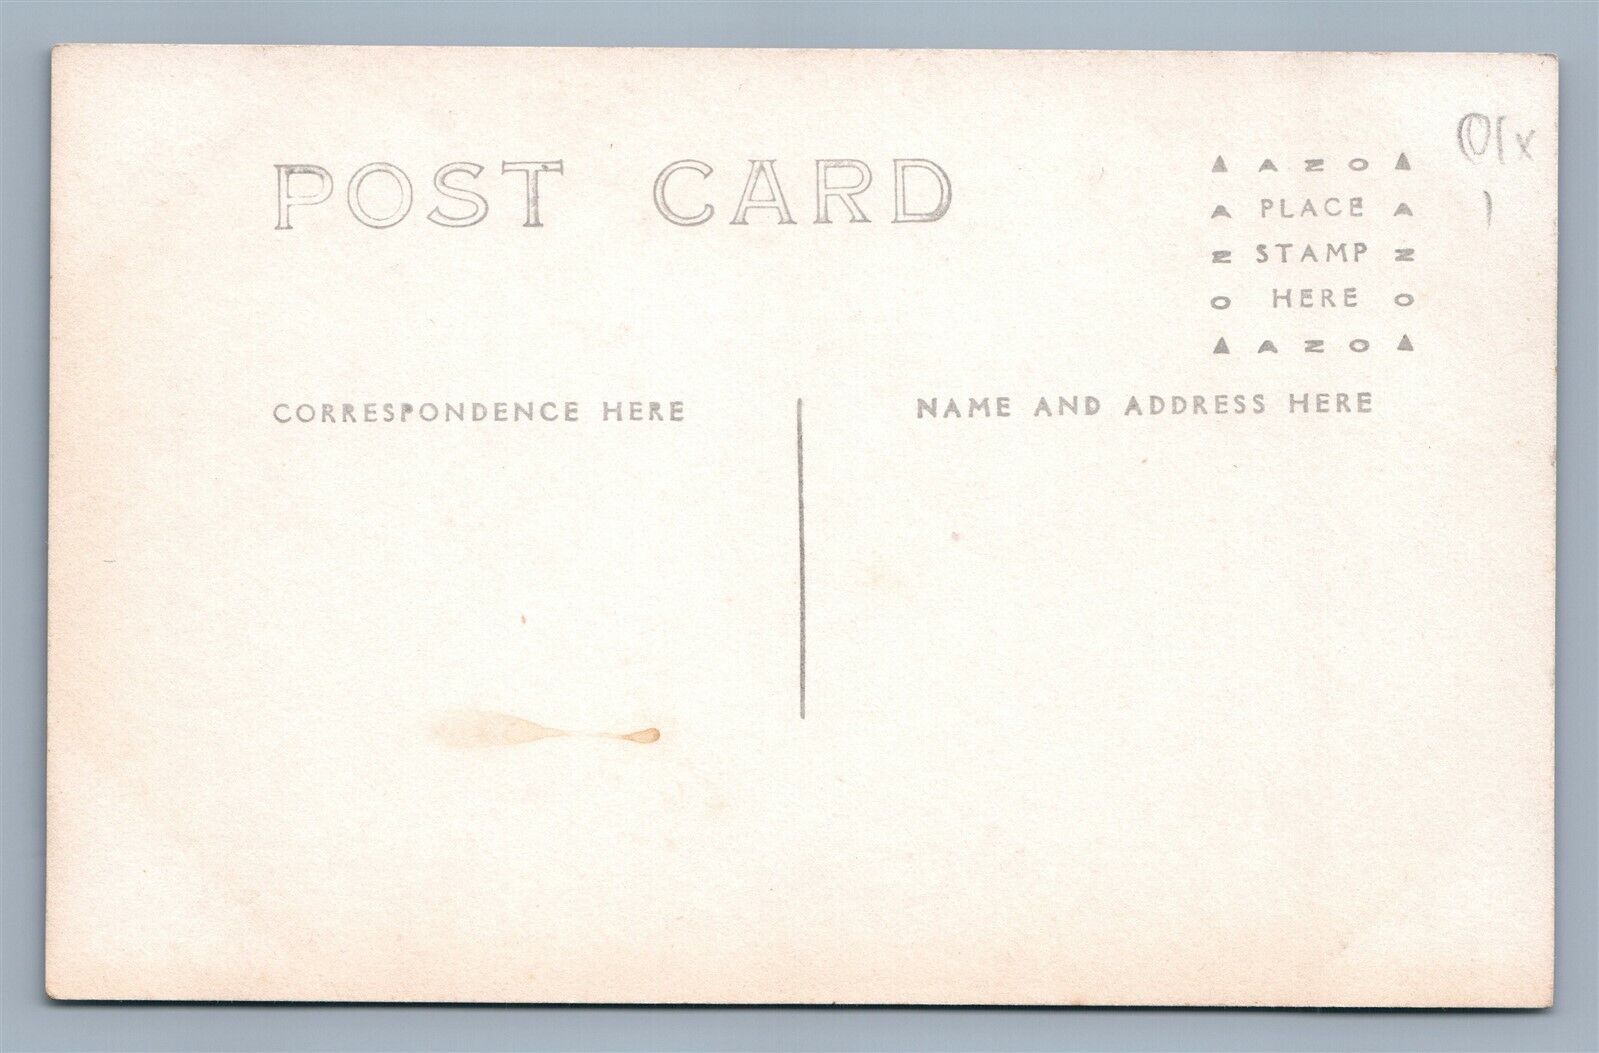 POST CARD
▲ AZO ▲
A PLACE A
Z STAMP Z
O HERE O
▲ AZO ▲
CORRESPONDENCE HERE
NAME AND ADDRESS HERE